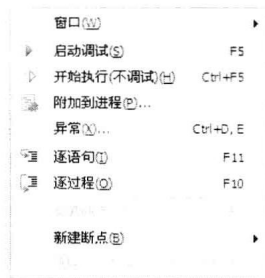 窗口(W)
启动调试(S) F5
开始执行(不调试)(H) Ctrl+F5
附加到进程(P)...
异常(X)... Ctrl+D, E
逐语句(I) F11
逐过程(O) F10
新建断点(B)